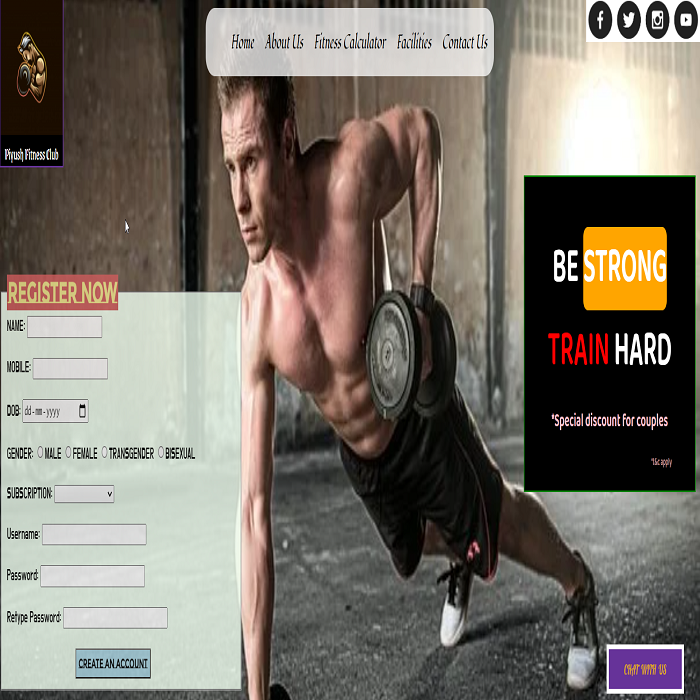 Home About Us Fitness Calculator Facilities Contact Us
Piyush Fitness Club
BE STRONG
TRAIN HARD
*Special discount for couples
*t&c apply
REGISTER NOW
NAME:
MOBILE:
DOB: dd-mm-yyyy
GENDER: MALE FEMALE TRANSGENDER BISEXUAL
SUBSCRIPTION:
Username:
Password:
Retype Password:
CREATE AN ACCOUNT
CHAT WITH US